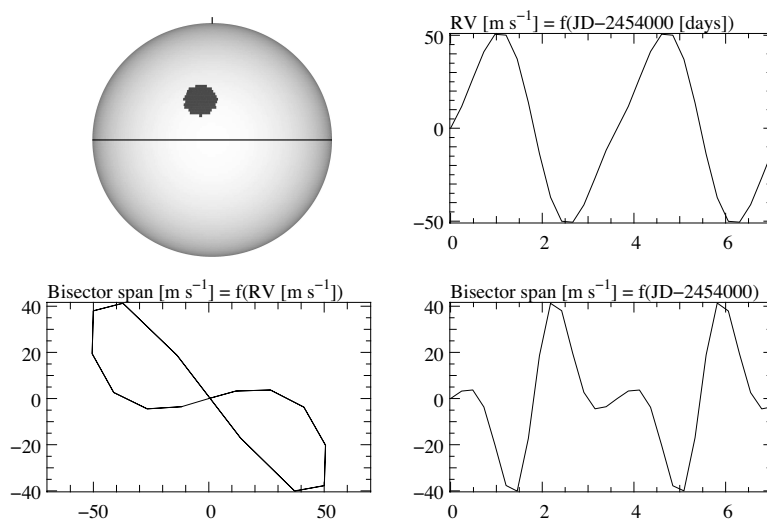 RV [m s⁻¹] = f(JD−2454000 [days])
50
0
−50
0 2 4 6
Bisector span [m s⁻¹] = f(RV [m s⁻¹])
40
20
0
−20
−40
−50 0 50
Bisector span [m s⁻¹] = f(JD−2454000)
40
20
0
−20
−40
0 2 4 6